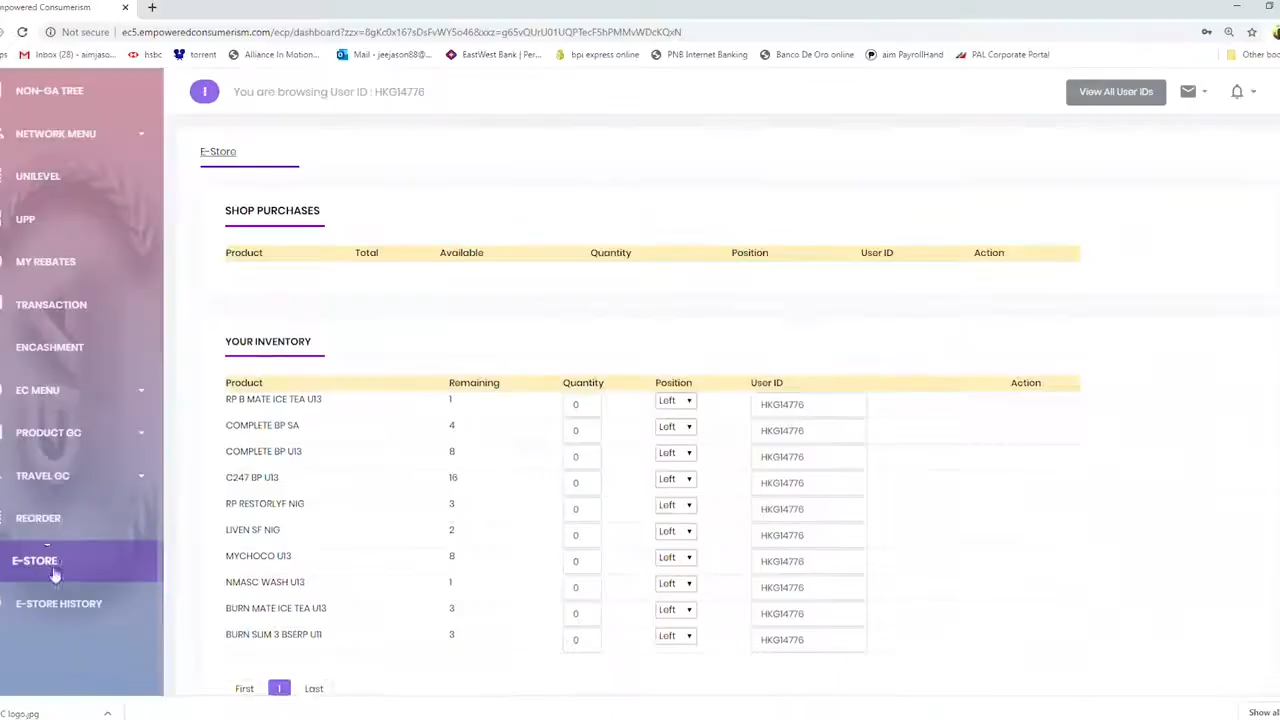 mpowered Consumerism
Not secure | ec5.empoweredconsumerism.com/ecp/dashboard?zzx=8gKc0x167sDsFvWY5o46&xxz=g65vQUrU01UQPTecF5hPMMvWDcKQxN
ps Inbox (28) - aimjaso... hsbc torrent Alliance In Motion... Mail - jeejason88@... EastWest Bank | Per... bpi express online PNB Internet Banking Banco De Oro online aim PayrollHand PAL Corporate Portal Other boo
NON-GA TREE
I You are browsing User ID : HKG14776 View All User IDs
NETWORK MENU
E-Store
UNILEVEL
SHOP PURCHASES
UPP
Product Total Available Quantity Position User ID Action
MY REBATES
TRANSACTION
YOUR INVENTORY
ENCASHMENT
Product Remaining Quantity Position User ID Action
EC MENU
RP B MATE ICE TEA U13 1 0 Left HKG14776
COMPLETE BP SA 4 0 Left HKG14776
PRODUCT GC
COMPLETE BP U13 8 0 Left HKG14776
TRAVEL GC
C247 BP U13 16 0 Left HKG14776
RP RESTORLYF NIG 3 0 Left HKG14776
REORDER
LIVEN SF NIG 2 0 Left HKG14776
MYCHOCO U13 8 0 Left HKG14776
E-STORE
NMASC WASH U13 1 0 Left HKG14776
E-STORE HISTORY
BURN MATE ICE TEA U13 3 0 Left HKG14776
BURN SLIM 3 BSERP U11 3 0 Left HKG14776
First 1 Last
C logo.jpg Show al